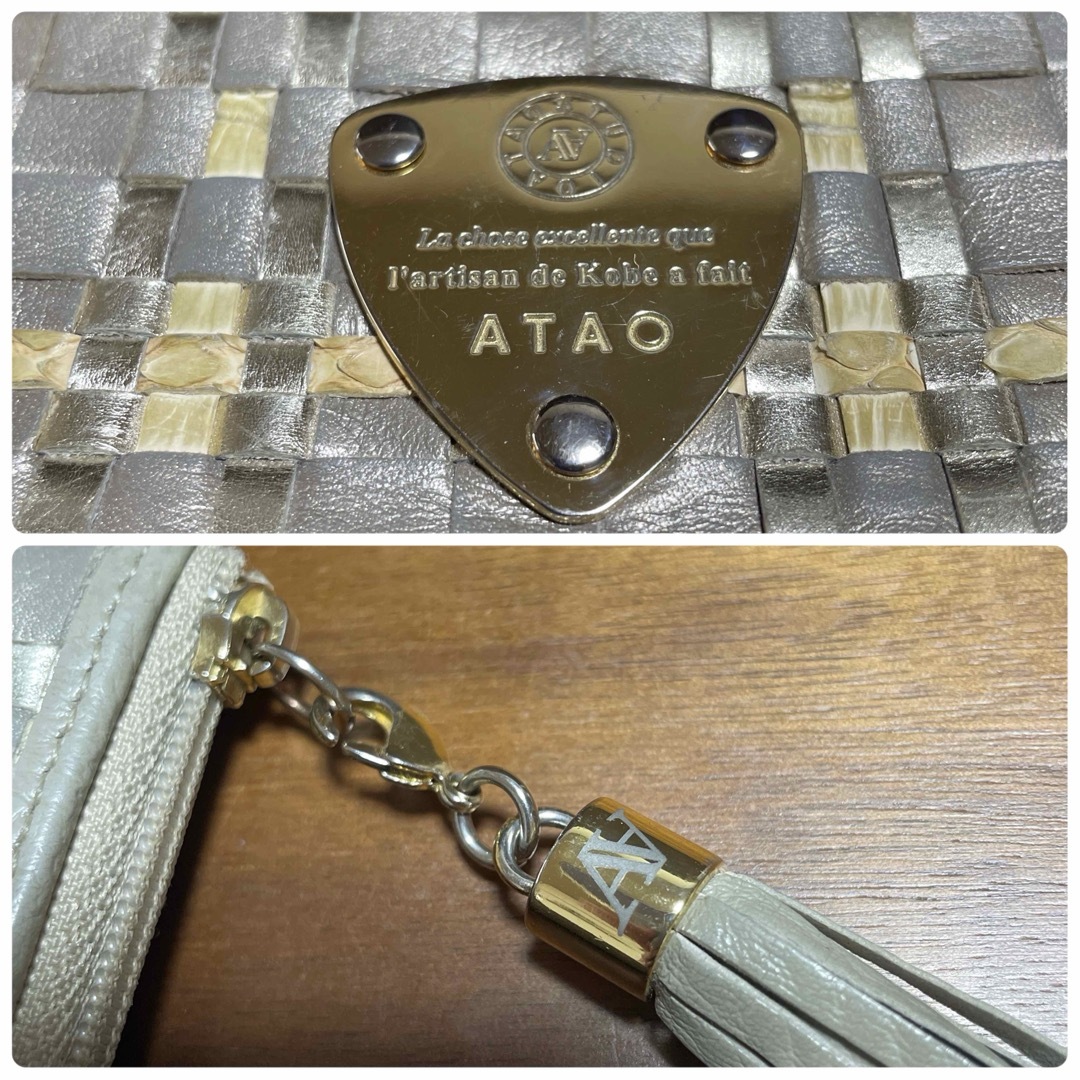 La chose excellente que
l'artisan de Kobe a fait
ATAO